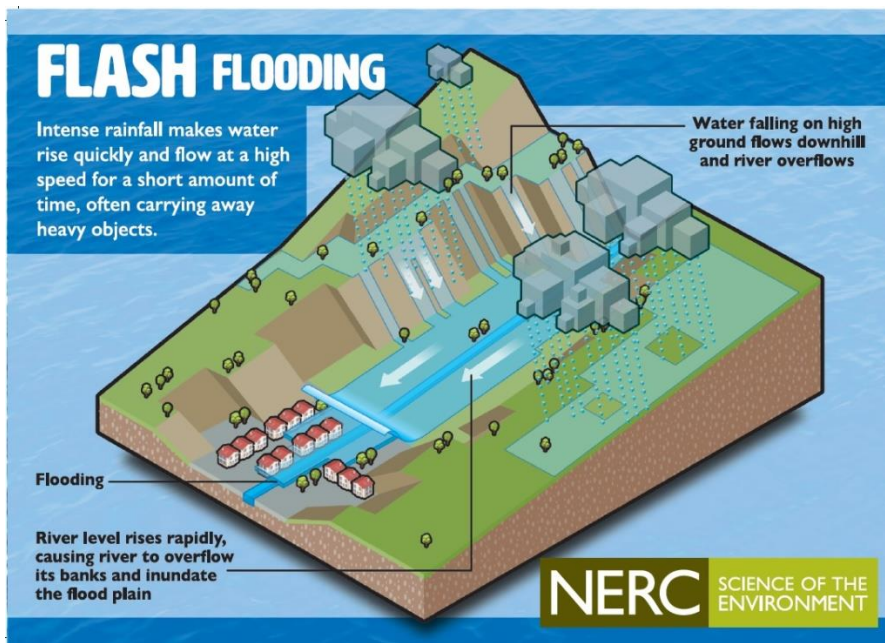 FLASH FLOODING
Intense rainfall makes water
rise quickly and flow at a high
speed for a short amount of
time, often carrying away
heavy objects.
Water falling on high
ground flows downhill
and river overflows
Flooding
River level rises rapidly,
causing river to overflow
its banks and inundate
the flood plain
NERC
SCIENCE OF THE
ENVIRONMENT